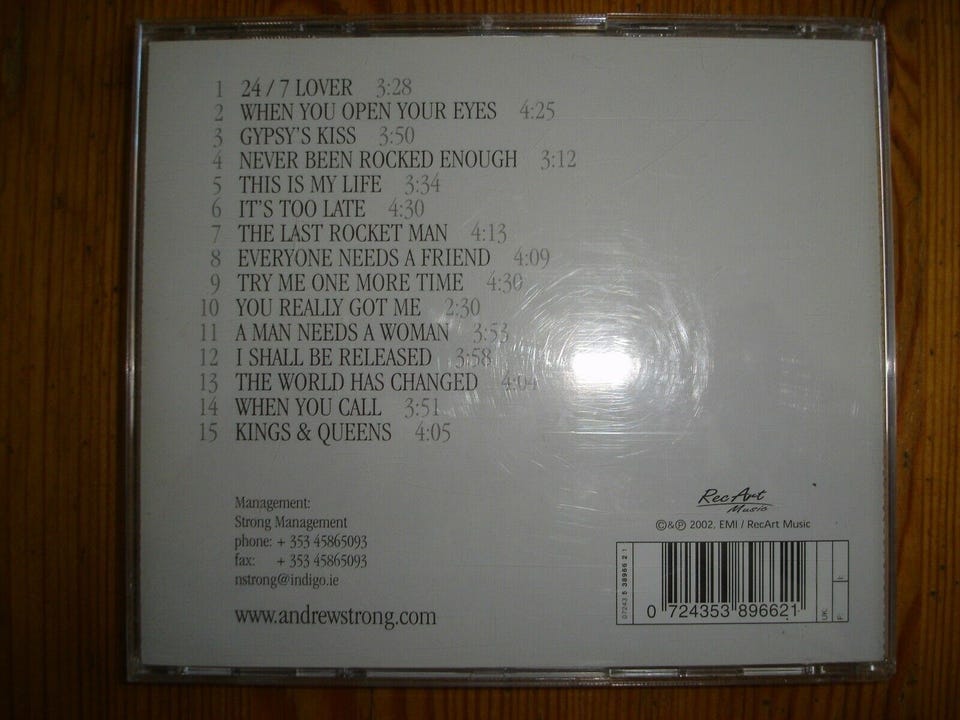 1 24 / 7 LOVER 3:28
2 WHEN YOU OPEN YOUR EYES 4:25
3 GYPSY'S KISS 3:50
4 NEVER BEEN ROCKED ENOUGH 3:12
5 THIS IS MY LIFE 3:34
6 IT'S TOO LATE 4:30
7 THE LAST ROCKET MAN 4:13
8 EVERYONE NEEDS A FRIEND 4:09
9 TRY ME ONE MORE TIME 4:30
10 YOU REALLY GOT ME 2:30
11 A MAN NEEDS A WOMAN 3:53
12 I SHALL BE RELEASED 3:58
13 THE WORLD HAS CHANGED 4:04
14 WHEN YOU CALL 3:51
15 KINGS & QUEENS 4:05
Management:
Strong Management
phone: + 353 45865093
fax: + 353 45865093
nstrong@indigo.ie
www.andrewstrong.com
RecArt
Music
©&℗ 2002, EMI / RecArt Music
07243 5 38966 2 1
0 724353 896621
UK:
F: